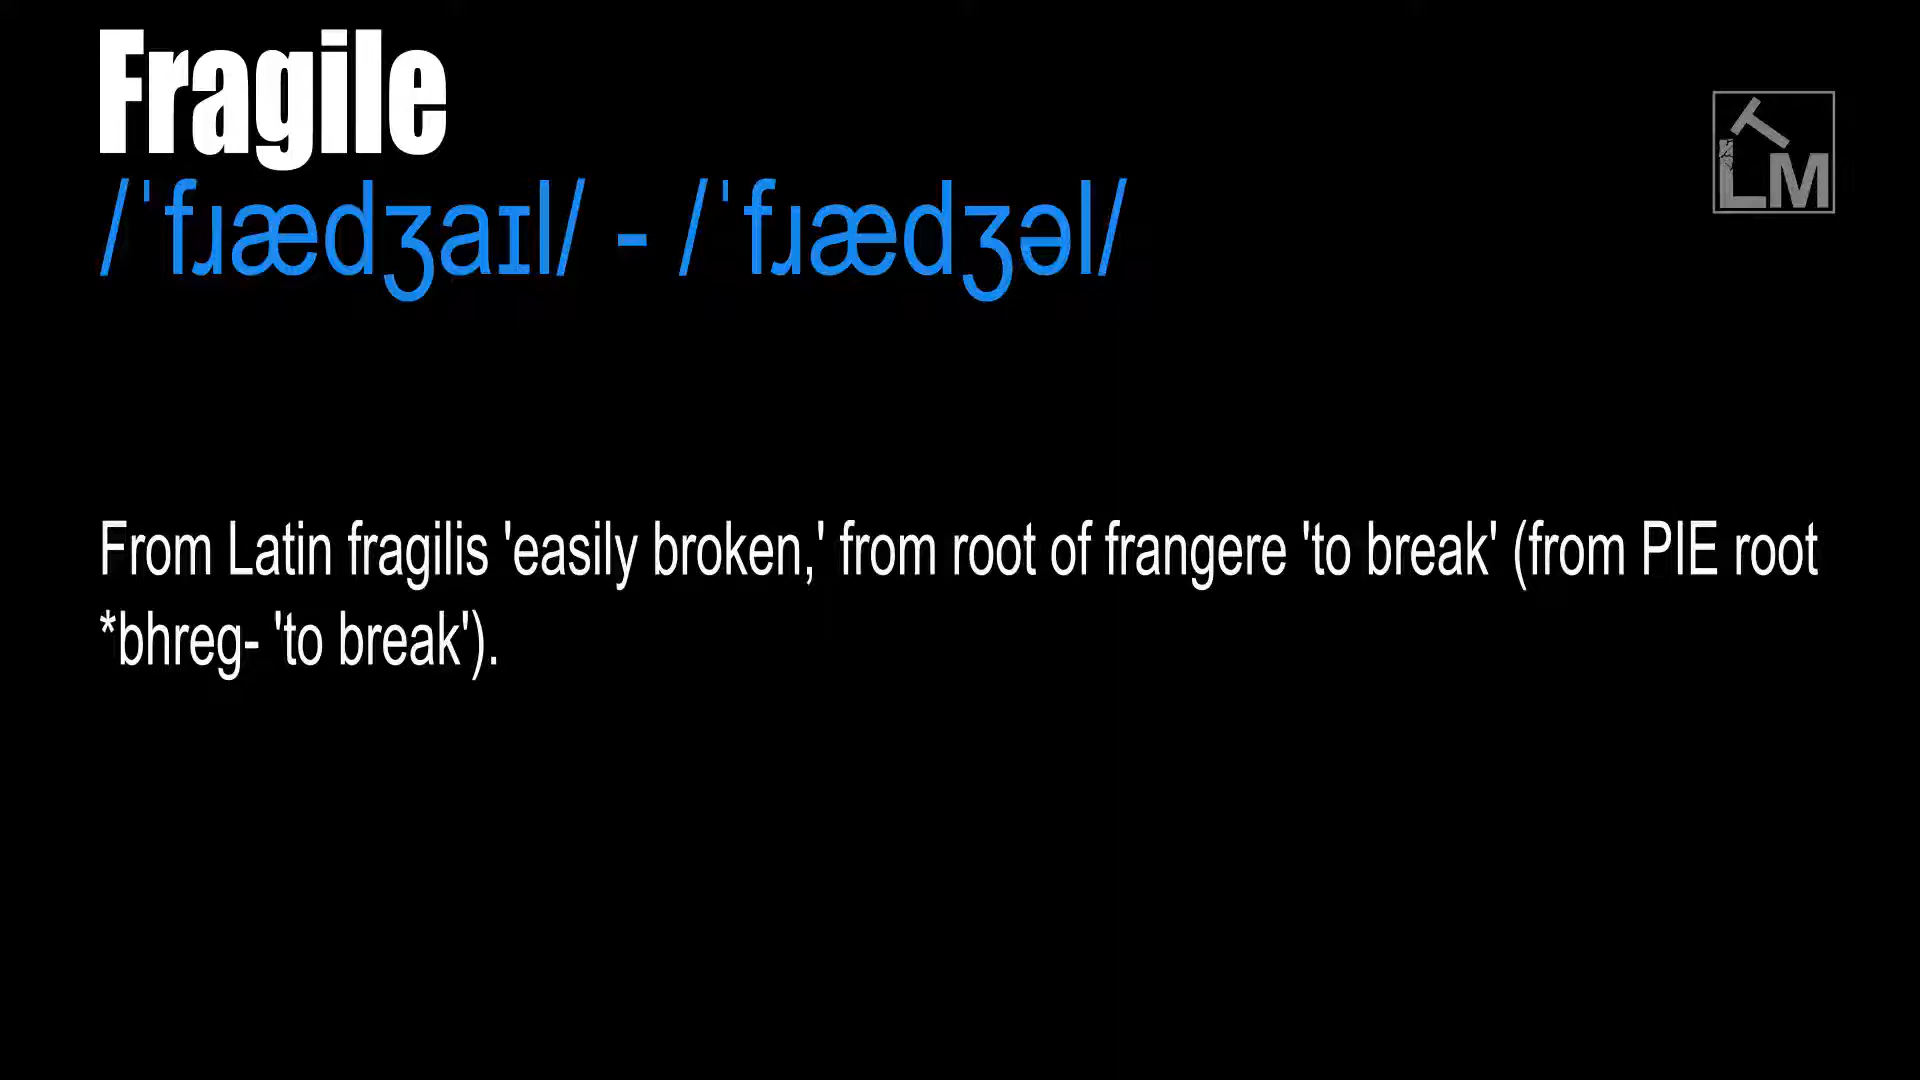 Fragile
/ˈfɹædʒaɪl/ - /ˈfɹædʒəl/
TLM
From Latin fragilis 'easily broken,' from root of frangere 'to break' (from PIE root
*bhreg- 'to break').